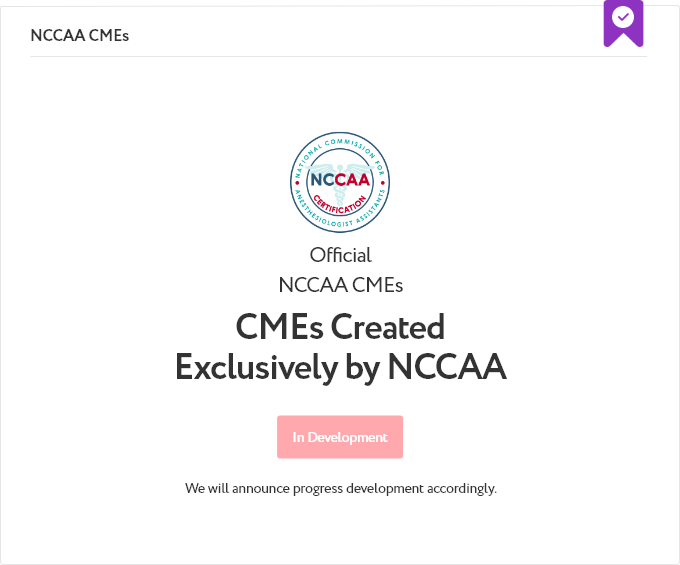 NCCAA CMEs
NATIONAL COMMISSION FOR
NCCAA
CERTIFICATION
ANESTHESIOLOGIST ASSISTANTS
Official
NCCAA CMEs
CMEs Created
Exclusively by NCCAA
In Development
We will announce progress development accordingly.